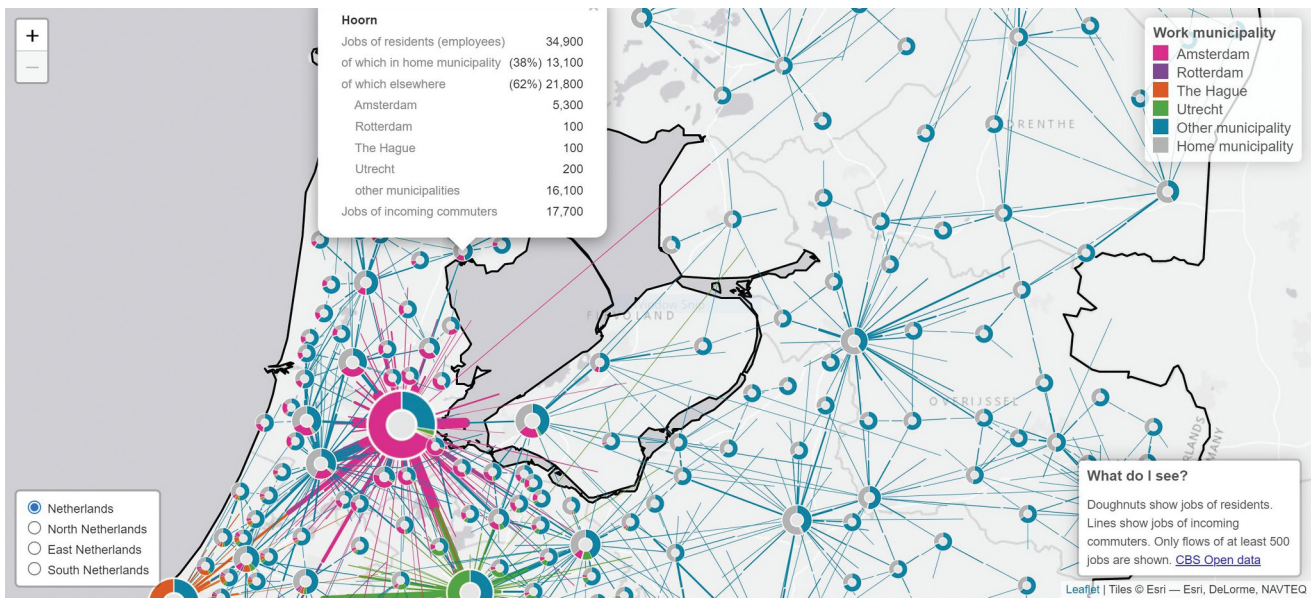 +
−
Hoorn
Jobs of residents (employees) 34,900
of which in home municipality (38%) 13,100
of which elsewhere (62%) 21,800
Amsterdam 5,300
Rotterdam 100
The Hague 100
Utrecht 200
other municipalities 16,100
Jobs of incoming commuters 17,700
Work municipality
Amsterdam
Rotterdam
The Hague
Utrecht
Other municipality
Home municipality
DRENTHE
FLEVOLAND
OVERIJSSEL
MANY
Netherlands
North Netherlands
East Netherlands
South Netherlands
What do I see?
Doughnuts show jobs of residents.
Lines show jobs of incoming
commuters. Only flows of at least 500
jobs are shown. CBS Open data
Leaflet | Tiles © Esri — Esri, DeLorme, NAVTEQ